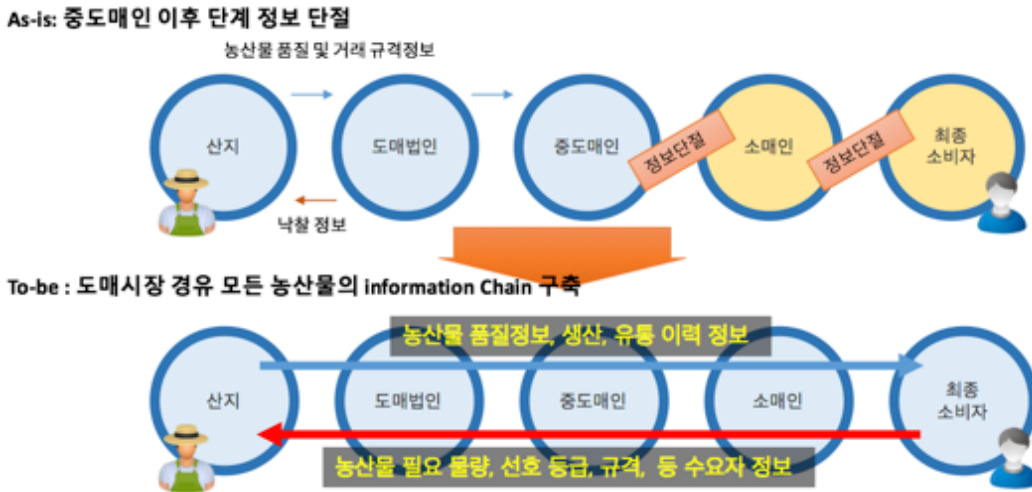 As-is: 중도매인 이후 단계 정보 단절
농산물 품질 및 거래 규격정보
산지
도매법인
중도매인
정보단절
소매인
정보단절
최종
소비자
낙찰 정보
To-be : 도매시장 경유 모든 농산물의 information Chain 구축
농산물 품질정보, 생산, 유통 이력 정보
산지
도매법인
중도매인
소매인
최종
소비자
농산물 필요 물량, 선호 등급, 규격, 등 수요자 정보